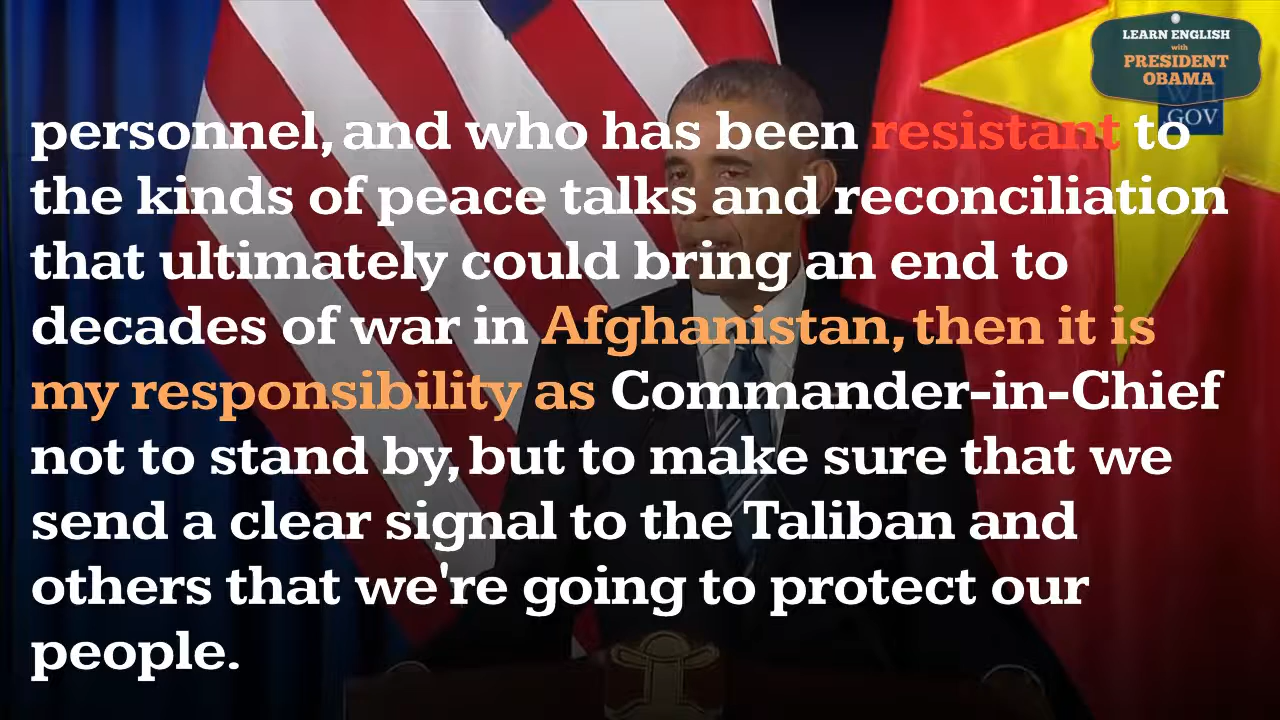 LEARN ENGLISH
with
PRESIDENT
OBAMA
GOV
personnel, and who has been resistant to
the kinds of peace talks and reconciliation
that ultimately could bring an end to
decades of war in Afghanistan, then it is
my responsibility as Commander-in-Chief
not to stand by, but to make sure that we
send a clear signal to the Taliban and
others that we're going to protect our
people.